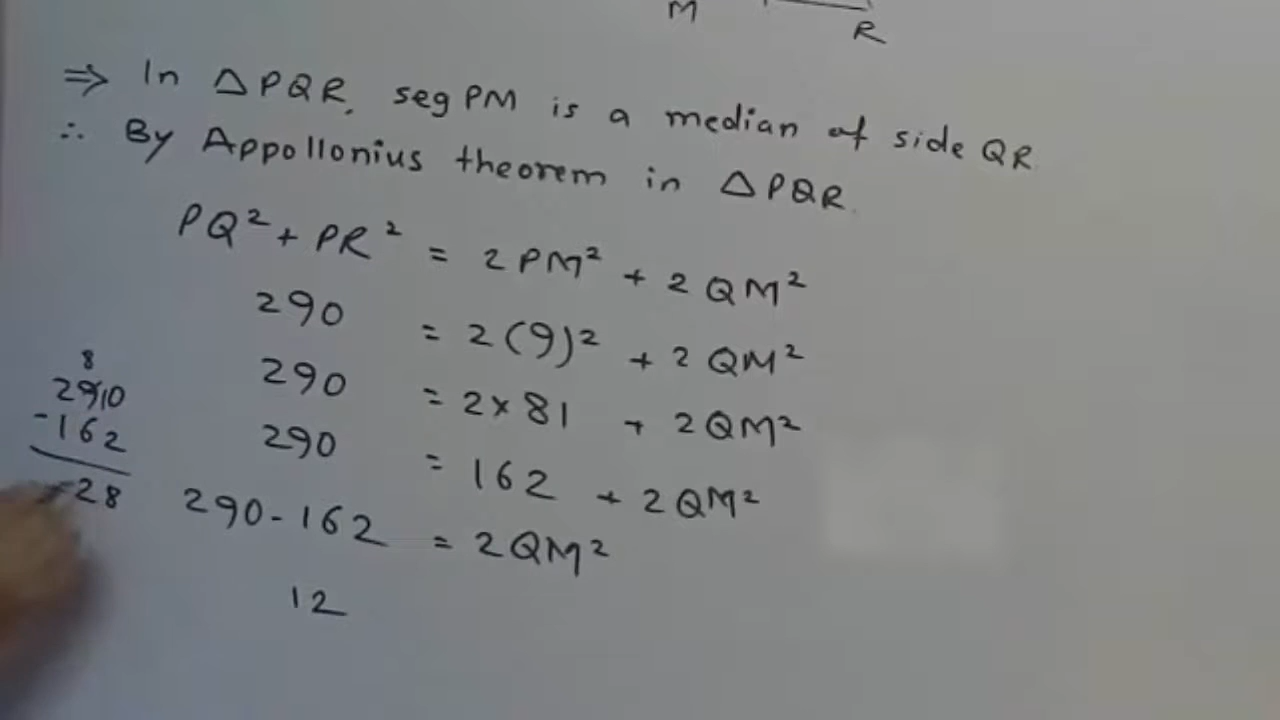 M
R
⇒ In △PQR, seg PM is a median of side QR.
∴ By Appollonius theorem in △PQR.
PQ² + PR² = 2PM² + 2QM²
290 = 2(9)² + 2QM²
290 = 2×81 + 2QM²
290 = 162 + 2QM²
290-162 = 2QM²
12
8
2910
-162
28